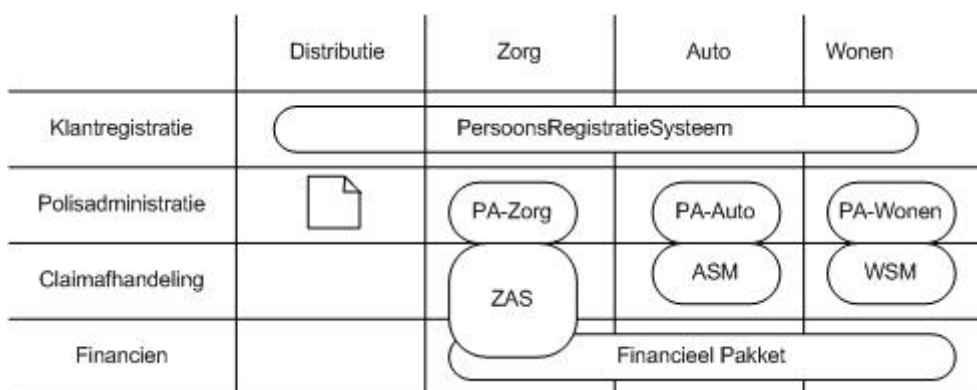 Distributie Zorg Auto Wonen
Klantregistratie PersoonsRegistratieSysteem
Polisadministratie PA-Zorg PA-Auto PA-Wonen
Claimafhandeling ZAS ASM WSM
Financien Financieel Pakket